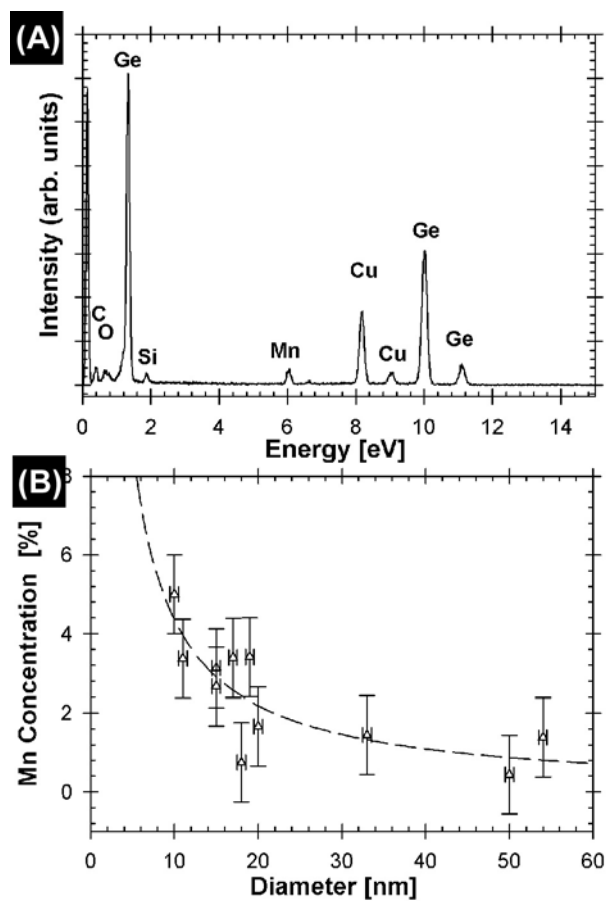 (A)
Intensity (arb. units)
Ge
C
O
Si
Mn
Cu
Cu
Ge
Ge
0 2 4 6 8 10 12 14
Energy [eV]
(B)
Mn Concentration [%]
8
6
4
2
0
0 10 20 30 40 50 60
Diameter [nm]